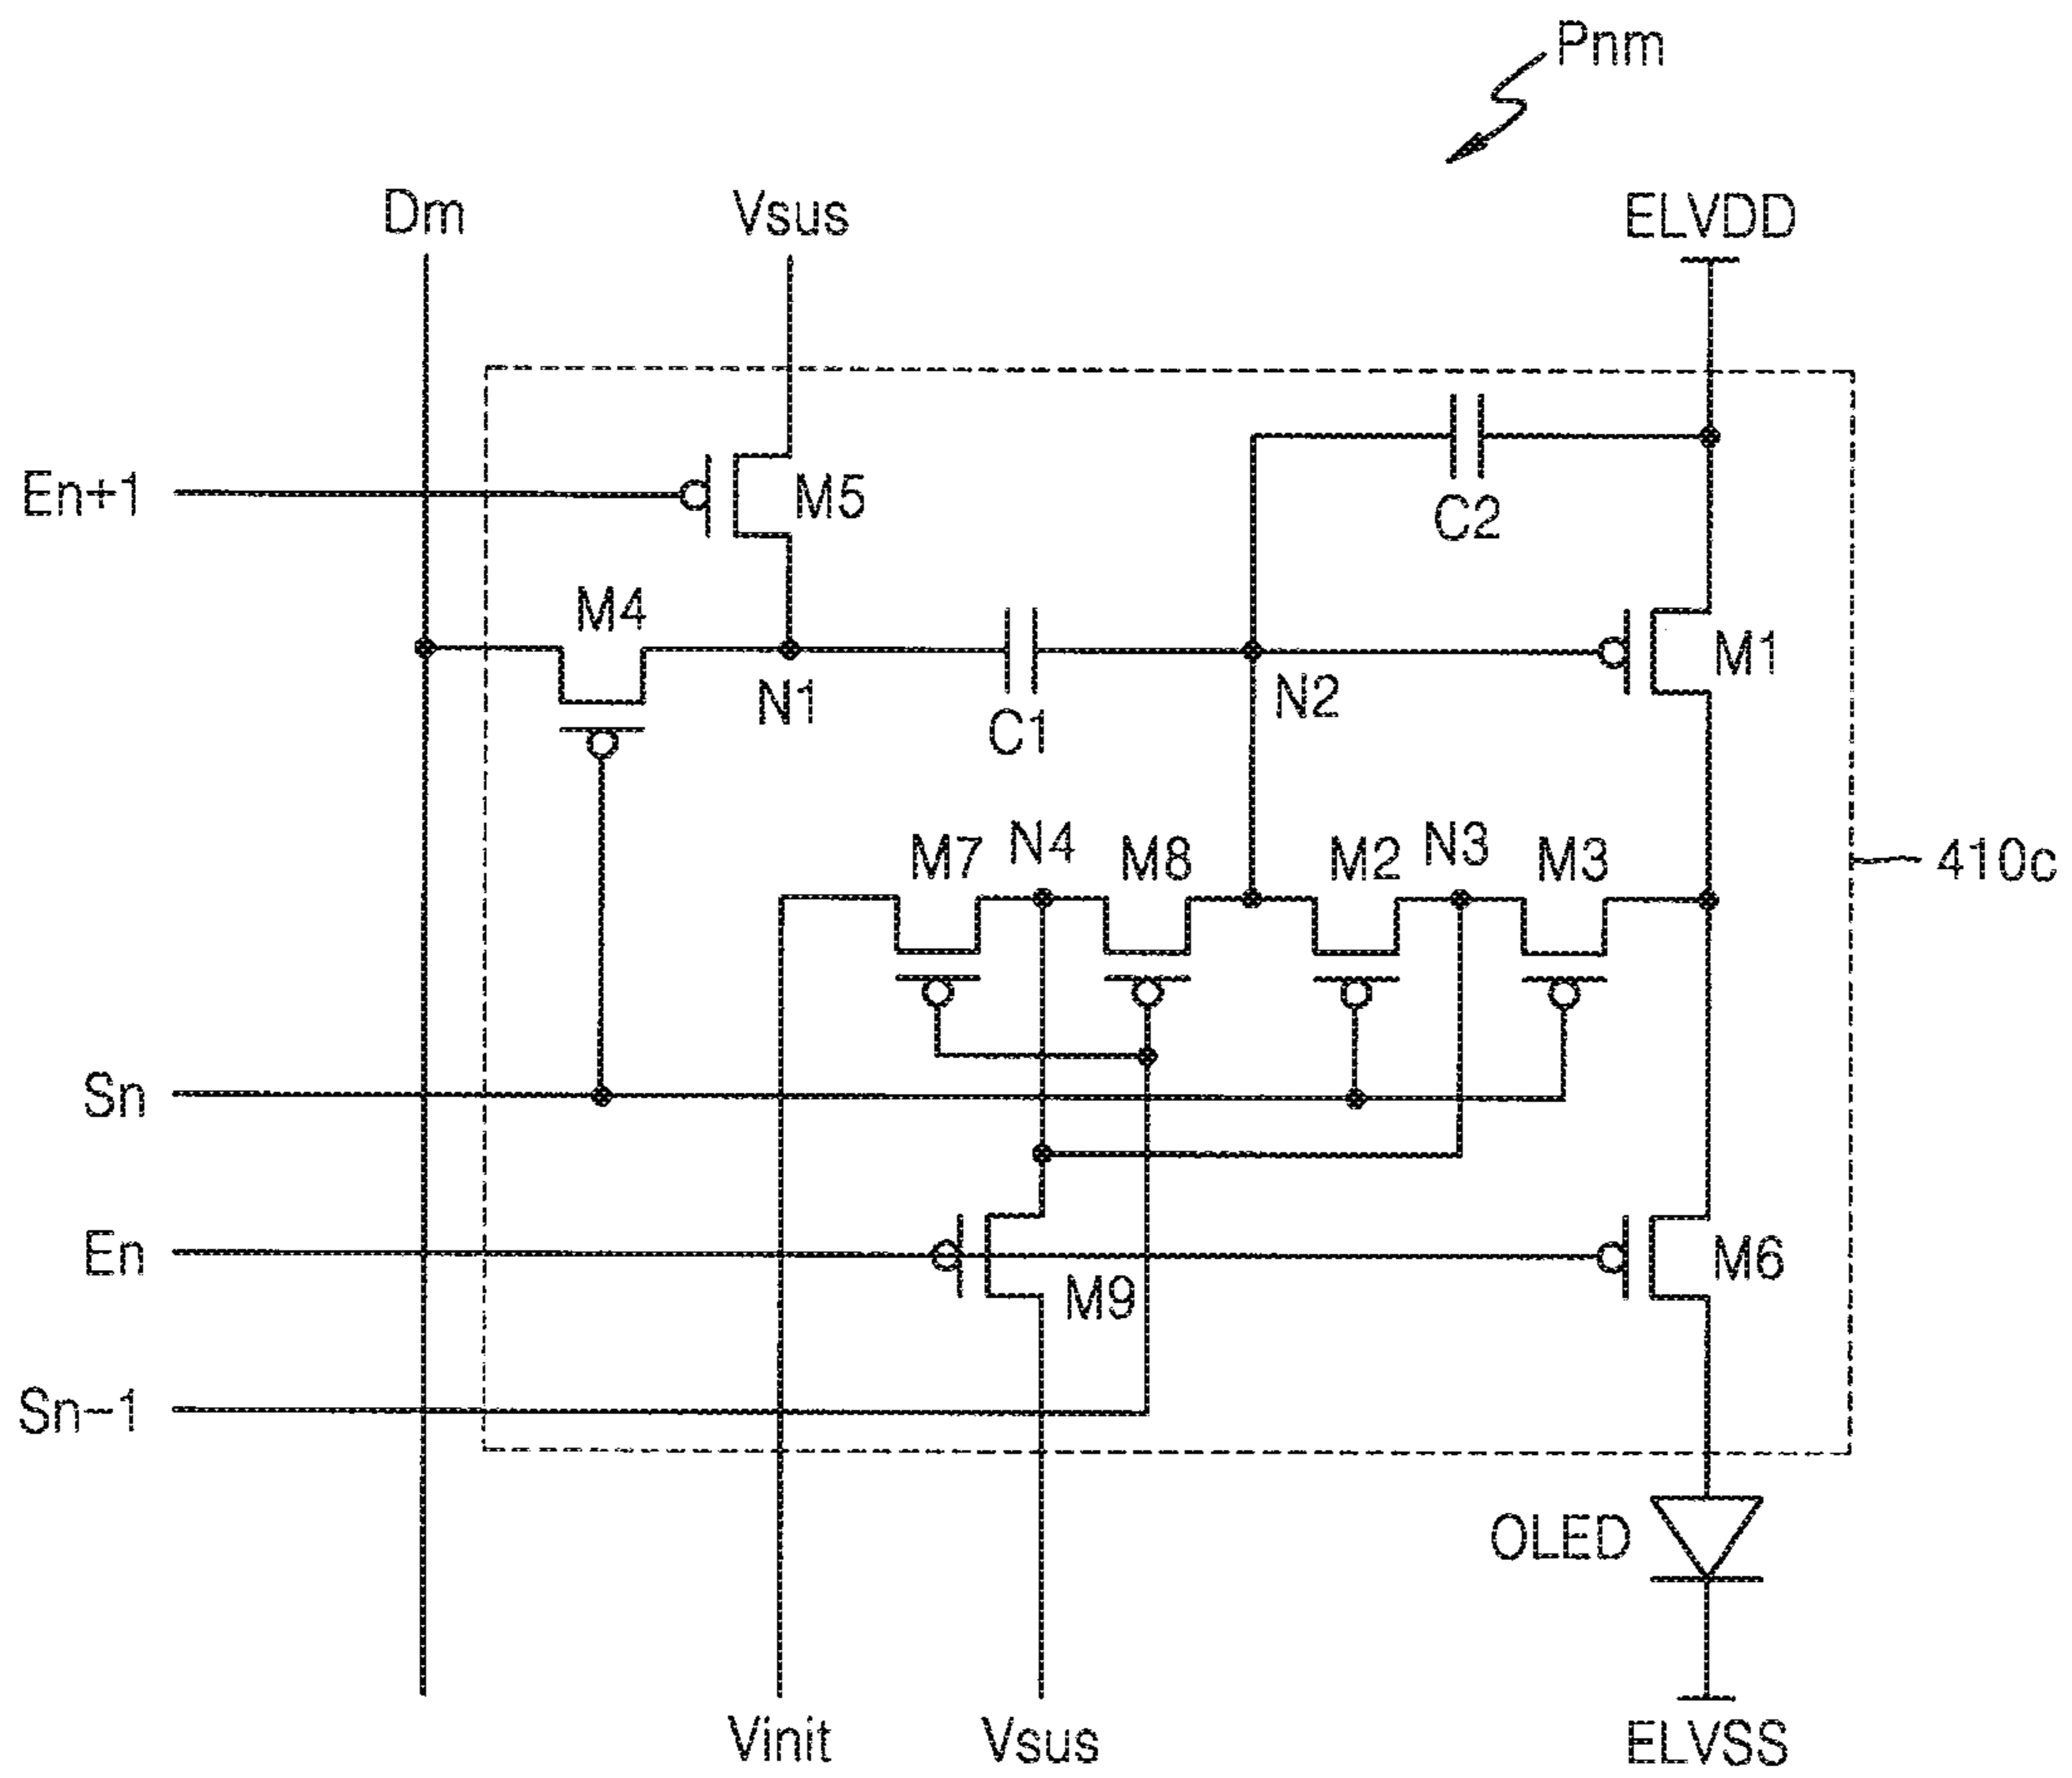 Pnm
Dm
Vsus
ELVDD
En+1
M5
C2
M4
M1
N1
C1
N2
M7
N4
M8
M2
N3
M3
410c
Sn
En
M9
M6
Sn-1
OLED
Vinit
Vsus
ELVSS